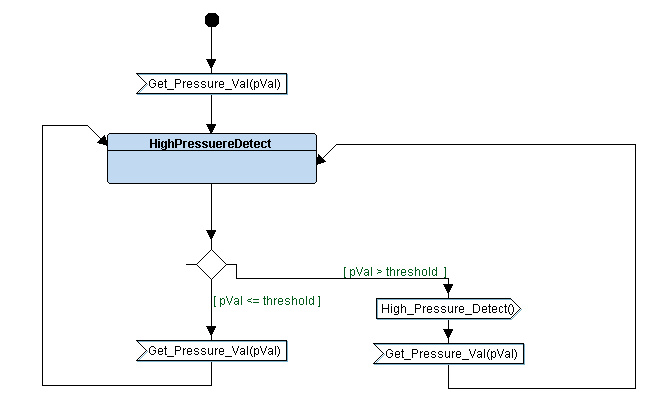 Get_Pressure_Val(pVal)
HighPressuereDetect
[ pVal > threshold ]
[ pVal <= threshold ]
High_Pressure_Detect()
Get_Pressure_Val(pVal)
Get_Pressure_Val(pVal)